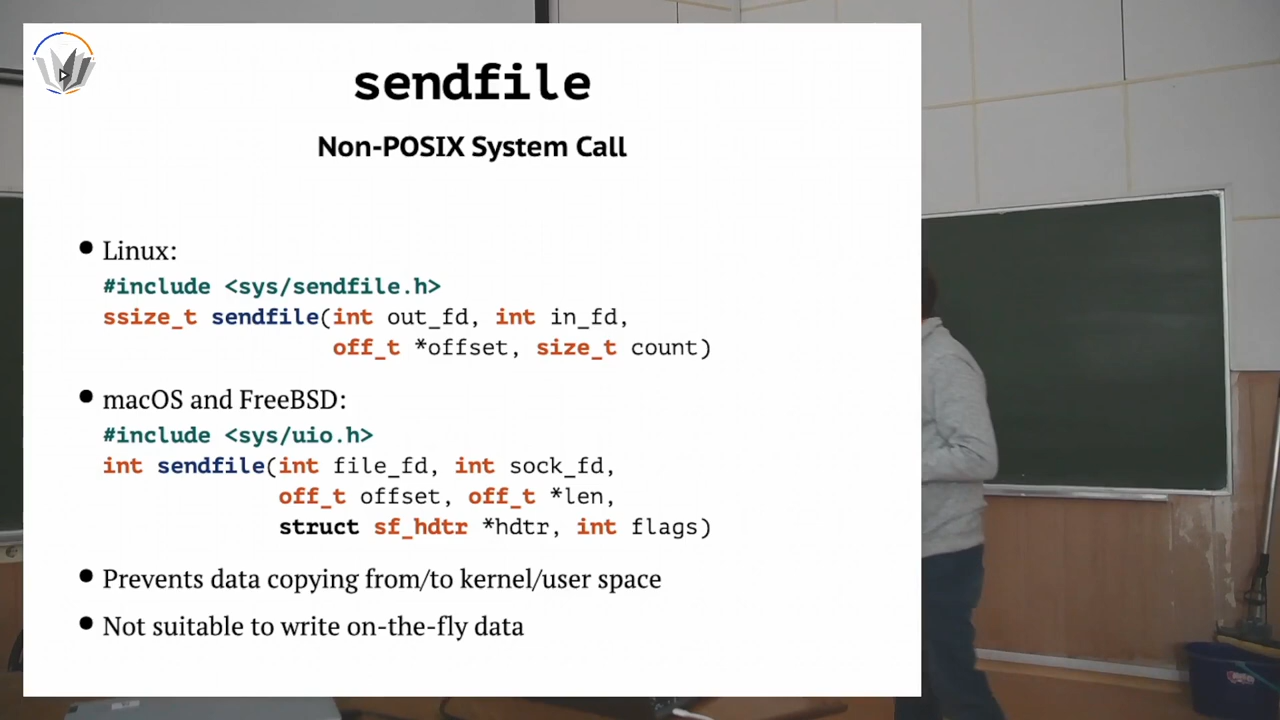 sendfile
Non-POSIX System Call
• Linux:
#include <sys/sendfile.h>
ssize_t sendfile(int out_fd, int in_fd,
off_t *offset, size_t count)
• macOS and FreeBSD:
#include <sys/uio.h>
int sendfile(int file_fd, int sock_fd,
off_t offset, off_t *len,
struct sf_hdtr *hdtr, int flags)
• Prevents data copying from/to kernel/user space
• Not suitable to write on-the-fly data